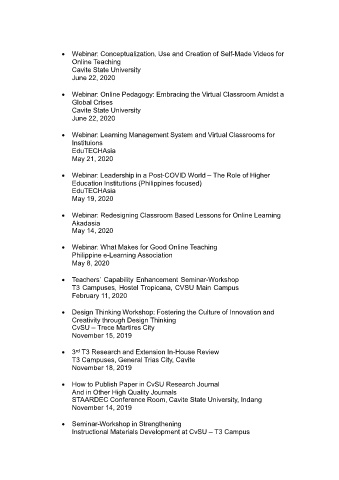 • Webinar: Conceptualization, Use and Creation of Self-Made Videos for
Online Teaching
Cavite State University
June 22, 2020
• Webinar: Online Pedagogy: Embracing the Virtual Classroom Amidst a
Global Crises
Cavite State University
June 22, 2020
• Webinar: Learning Management System and Virtual Classrooms for
Instituions
EduTECHAsia
May 21, 2020
• Webinar: Leadership in a Post-COVID World – The Role of Higher
Education Institutions (Philippines focused)
EduTECHAsia
May 19, 2020
• Webinar: Redesigning Classroom Based Lessons for Online Learning
Akadasia
May 14, 2020
• Webinar: What Makes for Good Online Teaching
Philippine e-Learning Association
May 8, 2020
• Teachers' Capability Enhancement Seminar-Workshop
T3 Campuses, Hostel Tropicana, CVSU Main Campus
February 11, 2020
• Design Thinking Workshop: Fostering the Culture of Innovation and
Creativity through Design Thinking
CvSU – Trece Martires City
November 15, 2019
• 3rd T3 Research and Extension In-House Review
T3 Campuses, General Trias City, Cavite
November 18, 2019
• How to Publish Paper in CvSU Research Journal
And in Other High Quality Journals
STAARDEC Conference Room, Cavite State University, Indang
November 14, 2019
• Seminar-Workshop in Strengthening
Instructional Materials Development at CvSU – T3 Campus